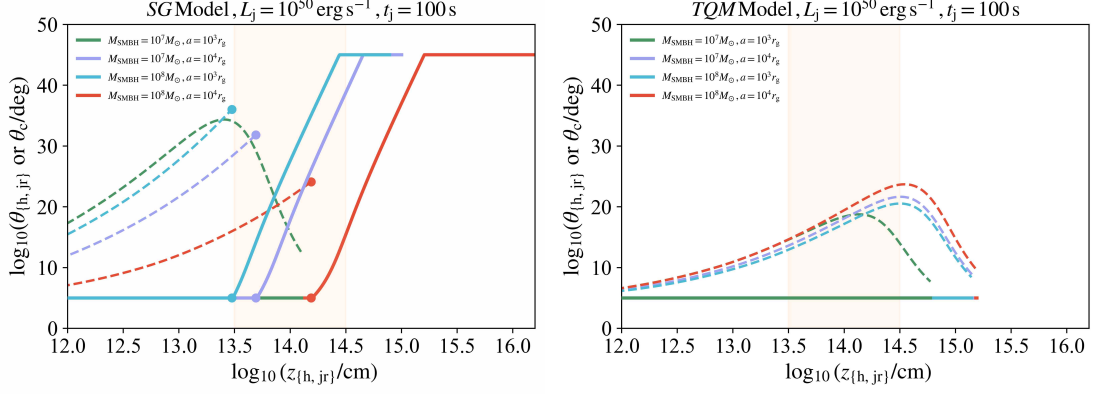 SG Model, L_j = 10^50 erg s^−1, t_j = 100 s
50
40
30
20
10
0
log10(θ_{h, jr} or θ_c/deg)
M_SMBH = 10^7 M_⊙, a = 10^3 r_g
M_SMBH = 10^7 M_⊙, a = 10^4 r_g
M_SMBH = 10^8 M_⊙, a = 10^3 r_g
M_SMBH = 10^8 M_⊙, a = 10^4 r_g
12.0 12.5 13.0 13.5 14.0 14.5 15.0 15.5 16.0
log10 (z_{h, jr}/cm)
TQM Model, L_j = 10^50 erg s^−1, t_j = 100 s
50
40
30
20
10
0
log10(θ_{h, jr} or θ_c/deg)
M_SMBH = 10^7 M_⊙, a = 10^3 r_g
M_SMBH = 10^7 M_⊙, a = 10^4 r_g
M_SMBH = 10^8 M_⊙, a = 10^3 r_g
M_SMBH = 10^8 M_⊙, a = 10^4 r_g
12.0 12.5 13.0 13.5 14.0 14.5 15.0 15.5 16.0
log10 (z_{h, jr}/cm)